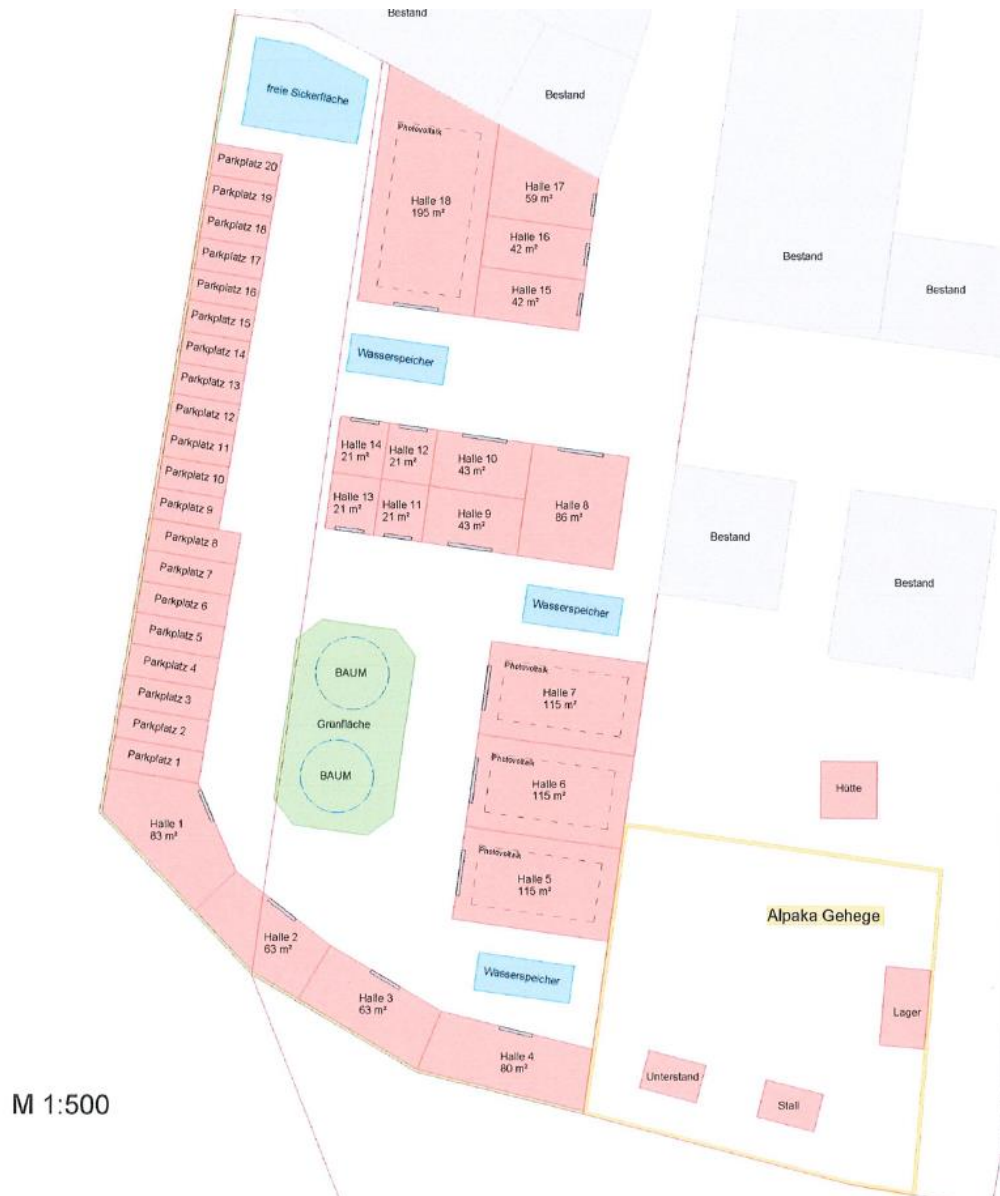 Bestand
freie Sickerfläche
Bestand
Photovoltaik
Halle 18
195 m²
Halle 17
59 m²
Halle 16
42 m²
Halle 15
42 m²
Bestand
Bestand
Parkplatz 20
Parkplatz 19
Parkplatz 18
Parkplatz 17
Parkplatz 16
Parkplatz 15
Parkplatz 14
Parkplatz 13
Parkplatz 12
Parkplatz 11
Parkplatz 10
Parkplatz 9
Parkplatz 8
Parkplatz 7
Parkplatz 6
Parkplatz 5
Parkplatz 4
Parkplatz 3
Parkplatz 2
Parkplatz 1
Wasserspeicher
Halle 14
21 m²
Halle 12
21 m²
Halle 10
43 m²
Halle 8
86 m²
Halle 13
21 m²
Halle 11
21 m²
Halle 9
43 m²
Bestand
Bestand
Wasserspeicher
BAUM
Grünfläche
BAUM
Photovoltaik
Halle 7
115 m²
Photovoltaik
Halle 6
115 m²
Photovoltaik
Halle 5
115 m²
Hütte
Halle 1
83 m²
Halle 2
63 m²
Halle 3
63 m²
Halle 4
80 m²
Wasserspeicher
Alpaka Gehege
Lager
Unterstand
Stall
M 1:500